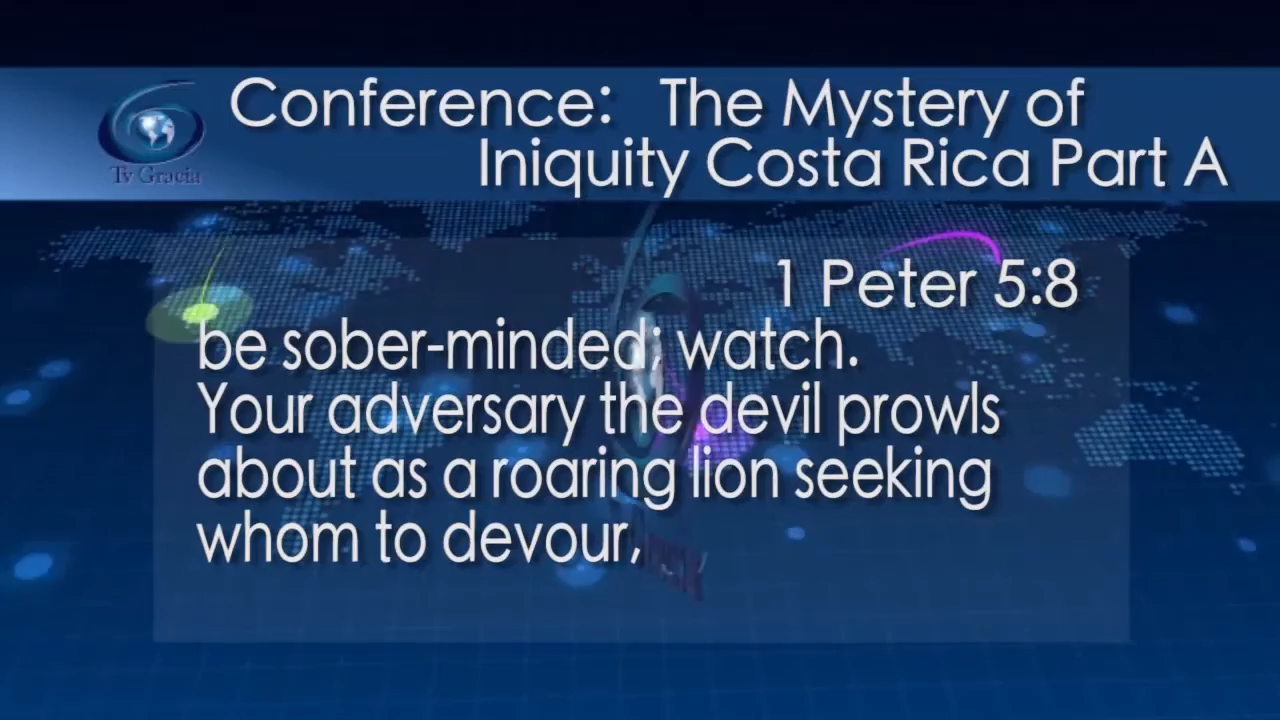 Conference: The Mystery of
Iniquity Costa Rica Part A
Tv Gracia
1 Peter 5:8
be sober-minded; watch.
Your adversary the devil prowls
about as a roaring lion seeking
whom to devour,